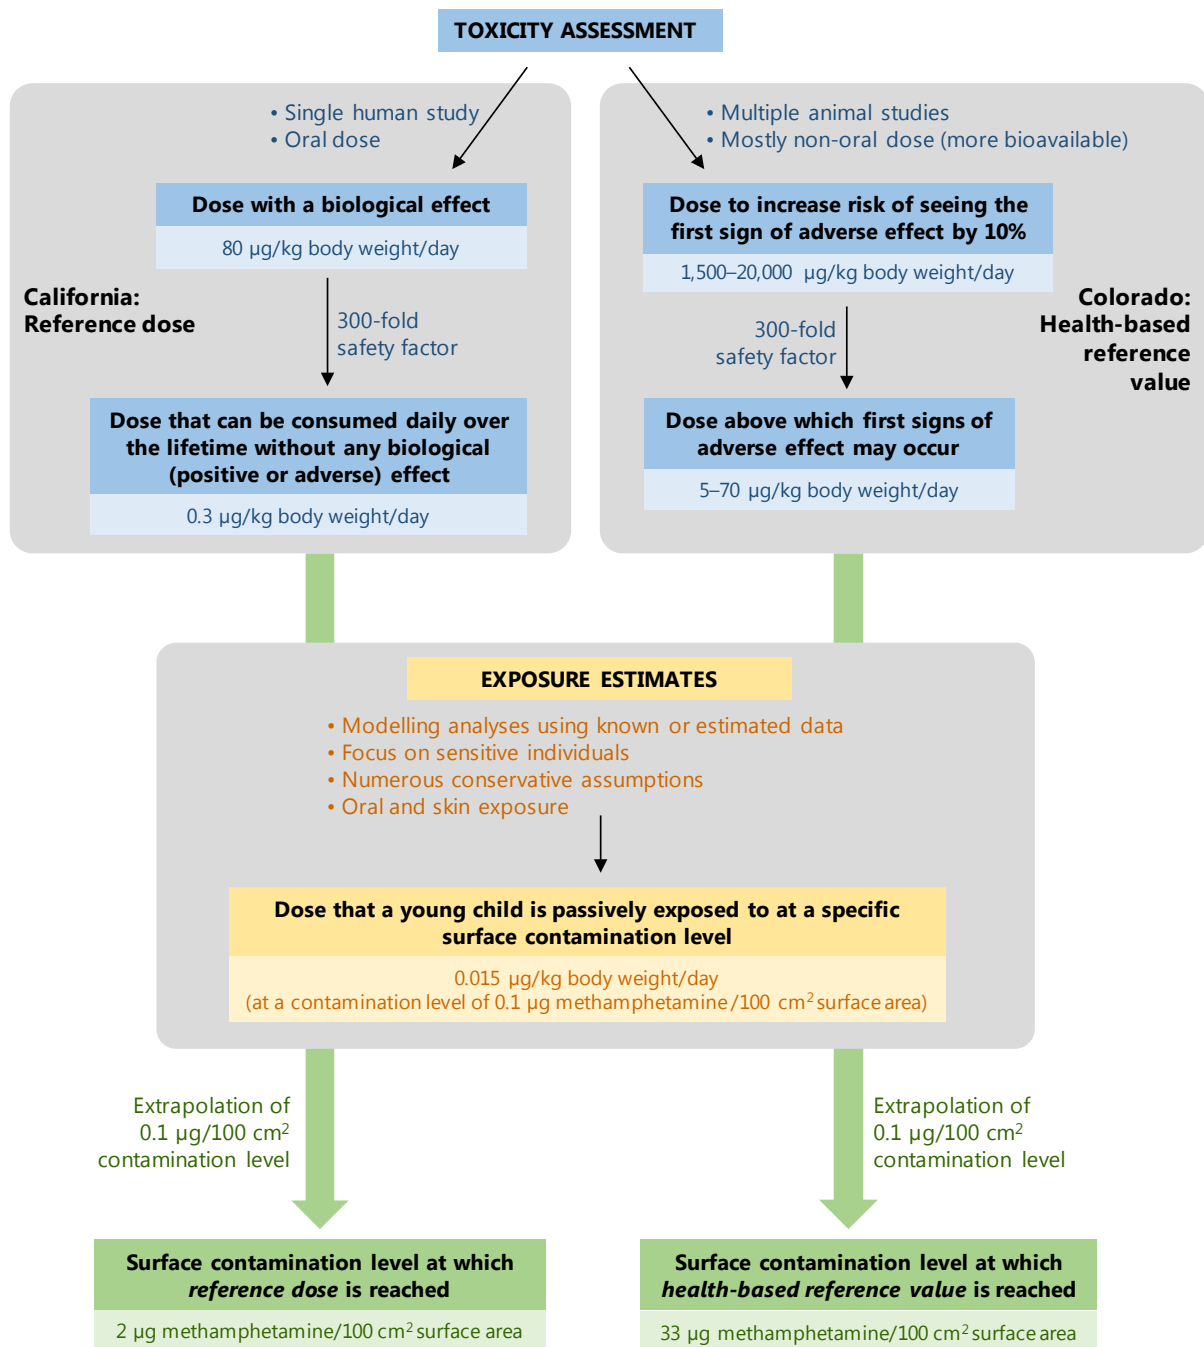 TOXICITY ASSESSMENT
• Single human study
• Oral dose
Dose with a biological effect
80 µg/kg body weight/day
California:
Reference dose
300-fold
safety factor
Dose that can be consumed daily over
the lifetime without any biological
(positive or adverse) effect
0.3 µg/kg body weight/day
• Multiple animal studies
• Mostly non-oral dose (more bioavailable)
Dose to increase risk of seeing the
first sign of adverse effect by 10%
1,500–20,000 µg/kg body weight/day
Colorado:
Health-based
reference
value
300-fold
safety factor
Dose above which first signs of
adverse effect may occur
5–70 µg/kg body weight/day
EXPOSURE ESTIMATES
• Modelling analyses using known or estimated data
• Focus on sensitive individuals
• Numerous conservative assumptions
• Oral and skin exposure
Dose that a young child is passively exposed to at a specific
surface contamination level
0.015 µg/kg body weight/day
(at a contamination level of 0.1 µg methamphetamine/100 cm² surface area)
Extrapolation of
0.1 µg/100 cm²
contamination level
Extrapolation of
0.1 µg/100 cm²
contamination level
Surface contamination level at which
reference dose is reached
2 µg methamphetamine/100 cm² surface area
Surface contamination level at which
health-based reference value is reached
33 µg methamphetamine/100 cm² surface area